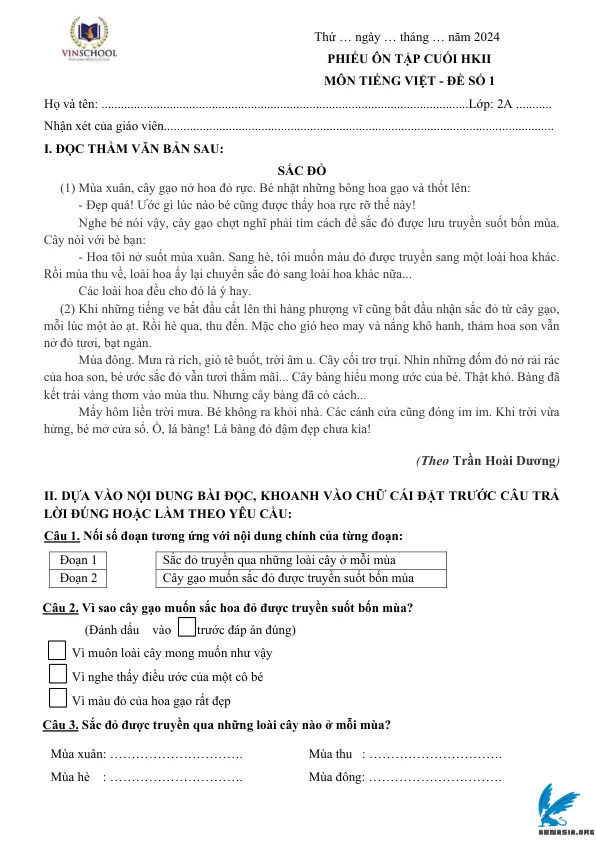 VINSCHOOL
Thứ … ngày … tháng … năm 2024
PHIẾU ÔN TẬP CUỐI HKII
MÔN TIẾNG VIỆT - ĐỀ SỐ 1
Họ và tên: .................................................................................................................Lớp: 2A ...........
Nhận xét của giáo viên........................................................................................................................
I. ĐỌC THẦM VĂN BẢN SAU:
SẮC ĐỎ
(1) Mùa xuân, cây gạo nở hoa đỏ rực. Bé nhặt những bông hoa gạo và thốt lên:
- Đẹp quá! Ước gì lúc nào bé cũng được thấy hoa rực rỡ thế này!
Nghe bé nói vậy, cây gạo chợt nghĩ phải tìm cách để sắc đỏ được lưu truyền suốt bốn mùa.
Cây nói với bè bạn:
- Hoa tôi nở suốt mùa xuân. Sang hè, tôi muốn màu đỏ được truyền sang một loài hoa khác.
Rồi mùa thu về, loài hoa ấy lại chuyển sắc đỏ sang loài hoa khác nữa...
Các loài hoa đều cho đó là ý hay.
(2) Khi những tiếng ve bắt đầu cất lên thì hàng phượng vĩ cũng bắt đầu nhận sắc đỏ từ cây gạo,
mỗi lúc một ào ạt. Rồi hè qua, thu đến. Mặc cho gió heo may và nắng khô hanh, thảm hoa son vẫn
nở đỏ tươi, bạt ngàn.
Mùa đông. Mưa rả rích, gió tê buốt, trời âm u. Cây cối trơ trụi. Nhìn những đốm đỏ nở rải rác
của hoa son, bé ước sắc đỏ vẫn tươi thắm mãi... Cây bàng hiểu mong ước của bé. Thật khó. Bàng đã
kết trái vàng thơm vào mùa thu. Nhưng cây bàng đã có cách...
Mấy hôm liền trời mưa. Bé không ra khỏi nhà. Các cánh cửa cũng đóng im ỉm. Khi trời vừa
hửng, bé mở cửa sổ. Ồ, lá bàng! Lá bàng đỏ đậm đẹp chưa kìa!
(Theo Trần Hoài Dương)
II. DỰA VÀO NỘI DUNG BÀI ĐỌC, KHOANH VÀO CHỮ CÁI ĐẶT TRƯỚC CÂU TRẢ
LỜI ĐÚNG HOẶC LÀM THEO YÊU CẦU:
Câu 1. Nối số đoạn tương ứng với nội dung chính của từng đoạn:
Đoạn 1 Sắc đỏ truyền qua những loài cây ở mỗi mùa
Đoạn 2 Cây gạo muốn sắc đỏ được truyền suốt bốn mùa
Câu 2. Vì sao cây gạo muốn sắc hoa đỏ được truyền suốt bốn mùa?
(Đánh dấu vào trước đáp án đúng)
Vì muôn loài cây mong muốn như vậy
Vì nghe thấy điều ước của một cô bé
Vì màu đỏ của hoa gạo rất đẹp
Câu 3. Sắc đỏ được truyền qua những loài cây nào ở mỗi mùa?
Mùa xuân: …………………………. Mùa thu : ………………………….
Mùa hè : …………………………. Mùa đông: ………………………….
ABNASIA.ORG